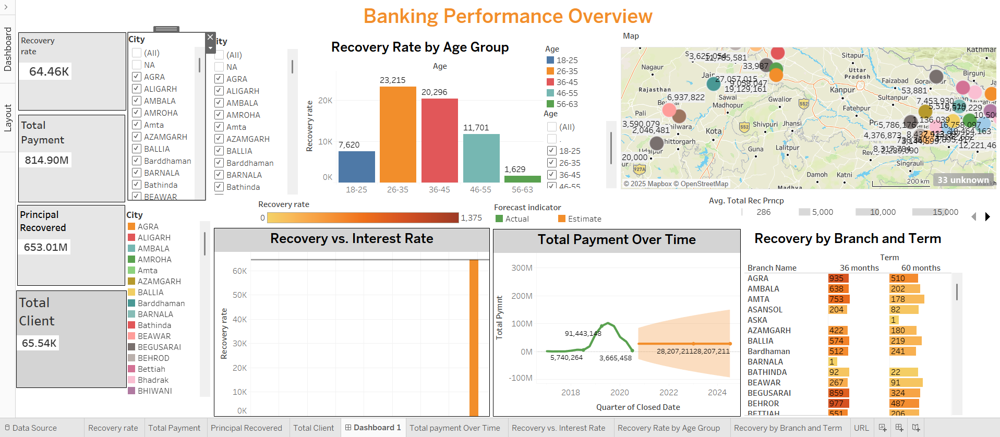 Banking Performance Overview
Dashboard
Layout
Recovery
rate
64.46K
Total
Payment
814.90M
Principal
Recovered
653.01M
Total
Client
65.54K
City
(All)
NA
AGRA
ALIGARH
AMBALA
AMROHA
Amta
AZAMGARH
BALLIA
Barddhaman
BARNALA
Bathinda
BEAWAR
ity
(All)
NA
AGRA
ALIGARH
AMBALA
AMROHA
Amta
AZAMGARH
BALLIA
Barddhaman
BARNALA
Bathinda
City
AGRA
ALIGARH
AMBALA
AMROHA
Amta
AZAMGARH
BALLIA
Barddhaman
BARNALA
Bathinda
BEAWAR
BEGUSARAI
BEHROD
Bettiah
Bhadrak
BHIWANI
Recovery Rate by Age Group
Age
Recovery rate
20K
10K
0K
7,620
23,215
20,296
11,701
1,629
18-25
26-35
36-45
46-55
56-63
Age
18-25
26-35
36-45
46-55
56-63
Age
(All)
.
18-25
26-35
36-45
46-55
Map
3,625,054
11,785,581
33,987
27,057,015
9,058,047
19,129,161
6,937,822
3,590,079
2,046,481
20,000
53,881
7,453,930
5,786,176
136,039
16,758,097
18,464,163
4,376,873
4,895,417
8,317,784
2,289,090
12,221,46
10,500
Nagaur
Rajasthan
Pali
Sawai
Madhopur
Kota
Gwalior
Shivpuri
Jhansi
Guna
Lalitpur
Sitapur
Uttar
Pradesh
Kanpur
Faizabad
Sultanpur
Fatehpur
Birgunj
Kathmar
Singrauli
Damoh
Katni
Udaipur
hittorgarh
552
552
927A
200 km
33 unknown
© 2025 Mapbox © OpenStreetMap
Recovery rate
0
1,375
Forecast indicator
Actual
Estimate
Avg. Total Rec Prncp
286
5,000
10,000
15,000
Recovery vs. Interest Rate
Recovery rate
60K
50K
40K
30K
20K
10K
0K
Total Payment Over Time
Total Pymnt
300M
200M
100M
0M
-100M
91,443,148
5,740,264
3,665,458
28,207,211
28,207,211
2018
2020
2022
2024
Quarter of Closed Date
Recovery by Branch and Term
Term
Branch Name 36 months 60 months
AGRA 935 510
AMBALA 638 202
AMTA 753 178
ASANSOL 204 82
ASKA 1
AZAMGARH 422 180
BALLIA 574 219
Bardhaman 512 241
BARNALA 1
BATHINDA 92 22
BEAWAR 267 91
BEGUSARAI 859 324
BEHROR 977 487
BETTIAH 551 206
Data Source
Recovery rate
Total Payment
Principal Recovered
Total Client
Dashboard 1
Total payment Over Time
Recovery vs. Interest Rate
Recovery Rate by Age Group
Recovery by Branch and Term
URL